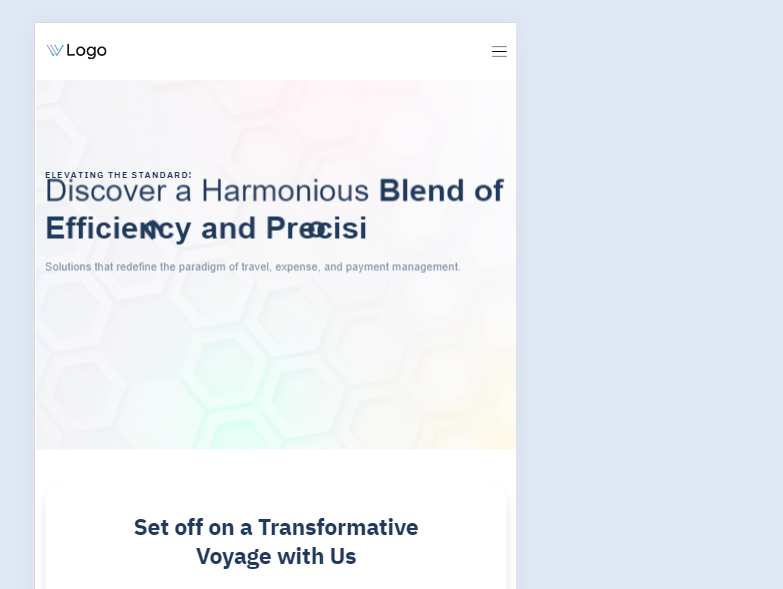 Logo
ELEVATING THE STANDARD!
Discover a Harmonious Blend of
Efficiency and Precisi
Solutions that redefine the paradigm of travel, expense, and payment management.
Set off on a Transformative
Voyage with Us